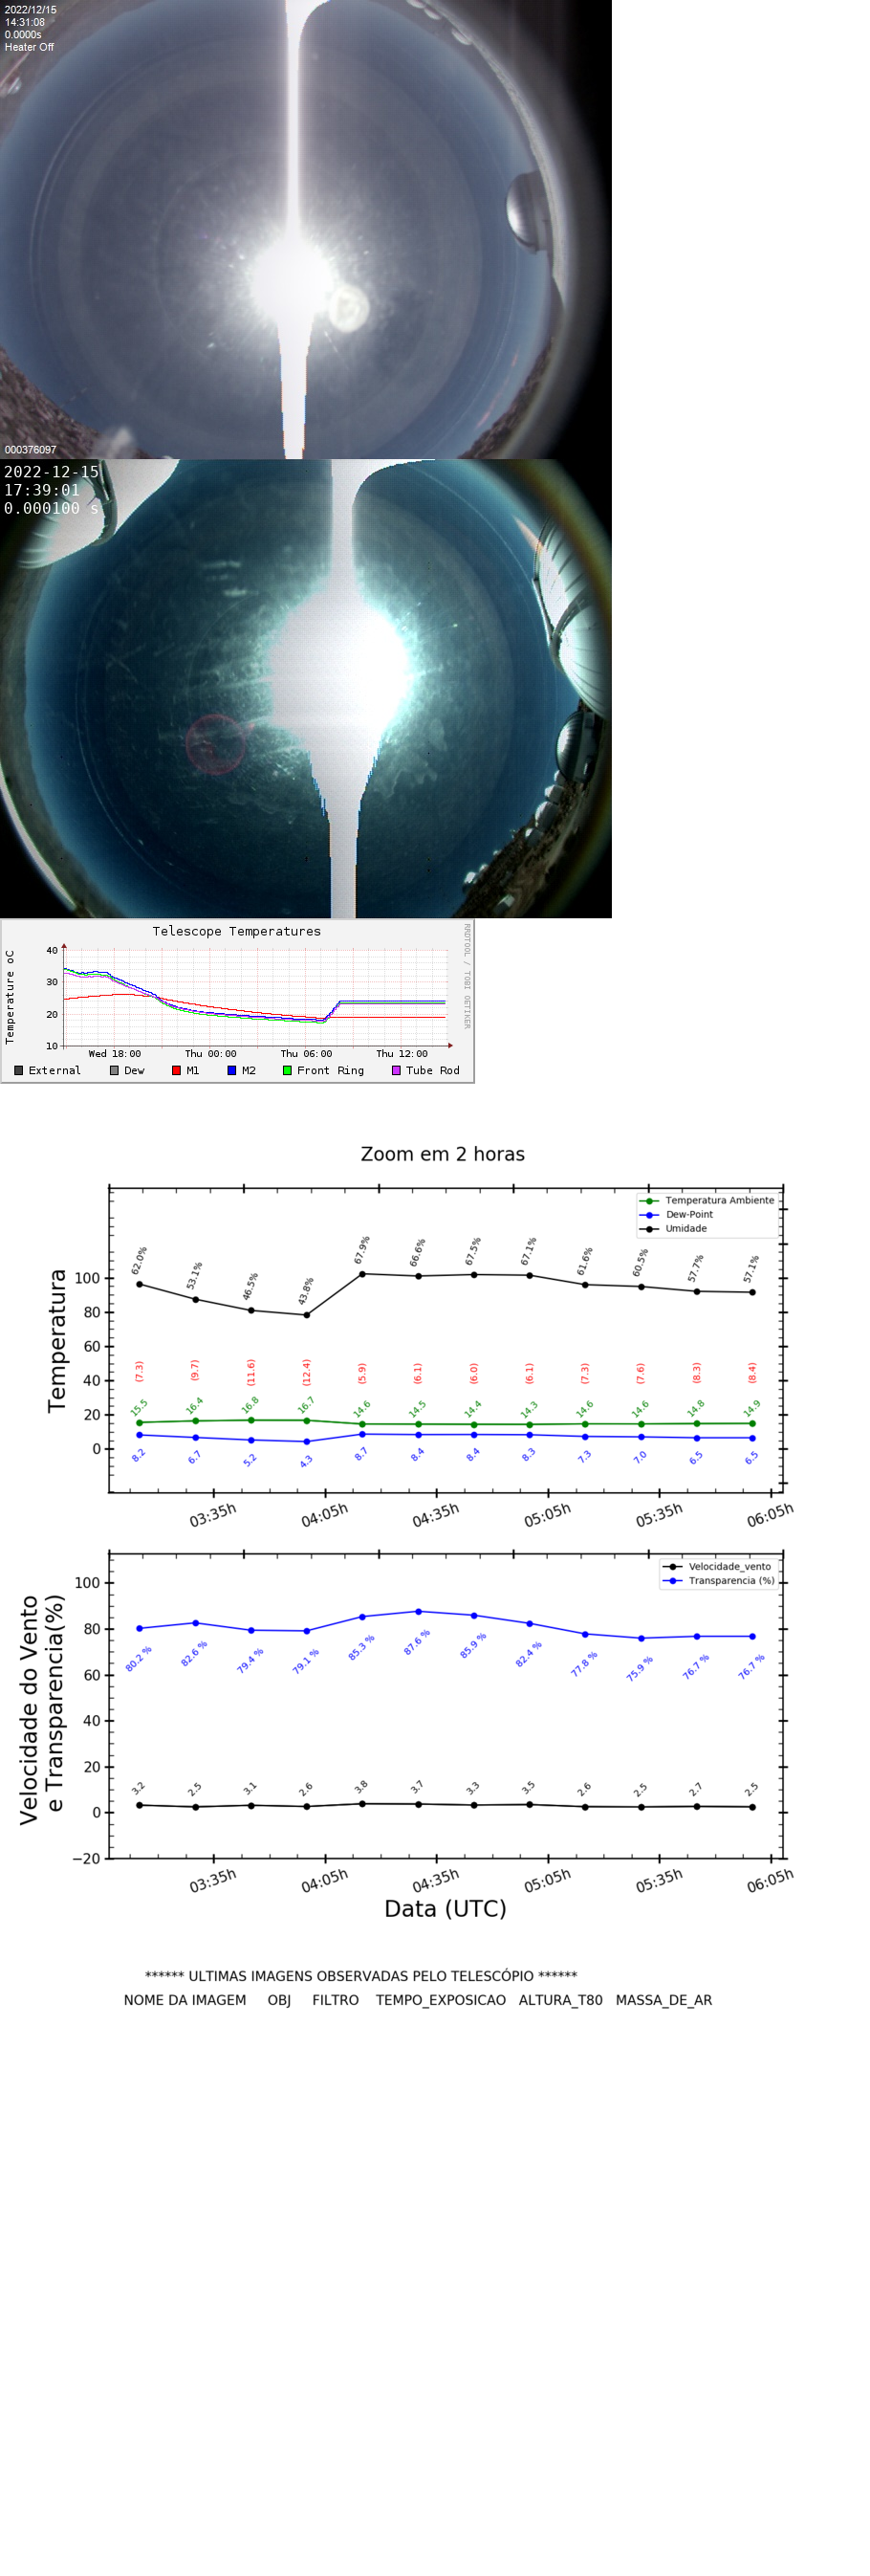 2022/12/15
14:31:08
0.0000s
Heater Off
000376097
2022-12-15
17:39:01
0.000100 s
Telescope Temperatures
RRDTOOL / TOBI OETIKER
Temperature oC
40
30
20
10
Wed 18:00 Thu 00:00 Thu 06:00 Thu 12:00
External Dew M1 M2 Front Ring Tube Rod
Zoom em 2 horas
Temperatura Ambiente
Dew-Point
Umidade
Temperatura
100
80
60
40
20
0
62.0% 53.1% 46.5% 43.8% 67.9% 66.6% 67.5% 67.1% 61.6% 60.5% 57.7% 57.1%
(7.3) (9.7) (11.6) (12.4) (5.9) (6.1) (6.0) (6.1) (7.3) (7.6) (8.3) (8.4)
15.5 16.4 16.8 16.7 14.6 14.5 14.4 14.3 14.6 14.6 14.8 14.9
8.2 6.7 5.2 4.3 8.7 8.4 8.4 8.3 7.3 7.0 6.5 6.5
03:35h 04:05h 04:35h 05:05h 05:35h 06:05h
Velocidade_vento
Transparencia (%)
Velocidade do Vento
e Transparencia(%)
100
80
60
40
20
0
−20
80.2 % 82.6 % 79.4 % 79.1 % 85.3 % 87.6 % 85.9 % 82.4 % 77.8 % 75.9 % 76.7 % 76.7 %
3.2 2.5 3.1 2.6 3.8 3.7 3.3 3.5 2.6 2.5 2.7 2.5
03:35h 04:05h 04:35h 05:05h 05:35h 06:05h
Data (UTC)
****** ULTIMAS IMAGENS OBSERVADAS PELO TELESCÓPIO ******
NOME DA IMAGEM OBJ FILTRO TEMPO_EXPOSICAO ALTURA_T80 MASSA_DE_AR